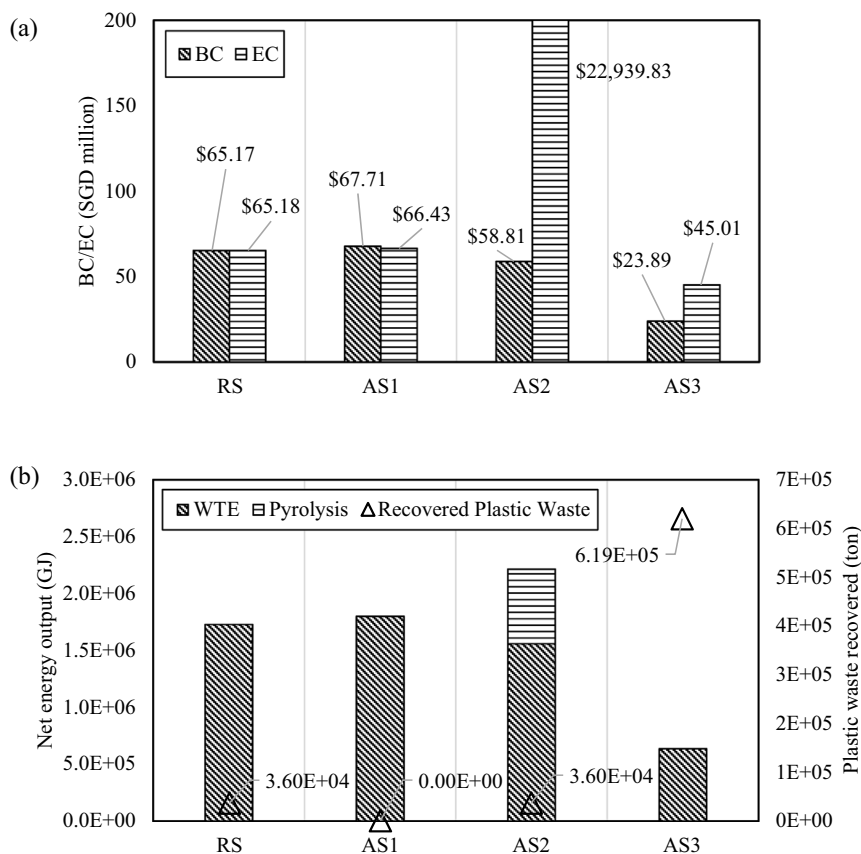 (a)
200
150
100
50
0
BC/EC (SGD million)
BC EC
$22,939.83
$65.17
$65.18
$67.71
$66.43
$58.81
$23.89
$45.01
RS AS1 AS2 AS3
(b)
3.0E+06
2.5E+06
2.0E+06
1.5E+06
1.0E+06
5.0E+05
0.0E+00
Net energy output (GJ)
WTE Pyrolysis Recovered Plastic Waste
3.60E+04
0.00E+00
3.60E+04
6.19E+05
7E+05
6E+05
5E+05
4E+05
3E+05
2E+05
1E+05
0E+00
Plastic waste recovered (ton)
RS AS1 AS2 AS3